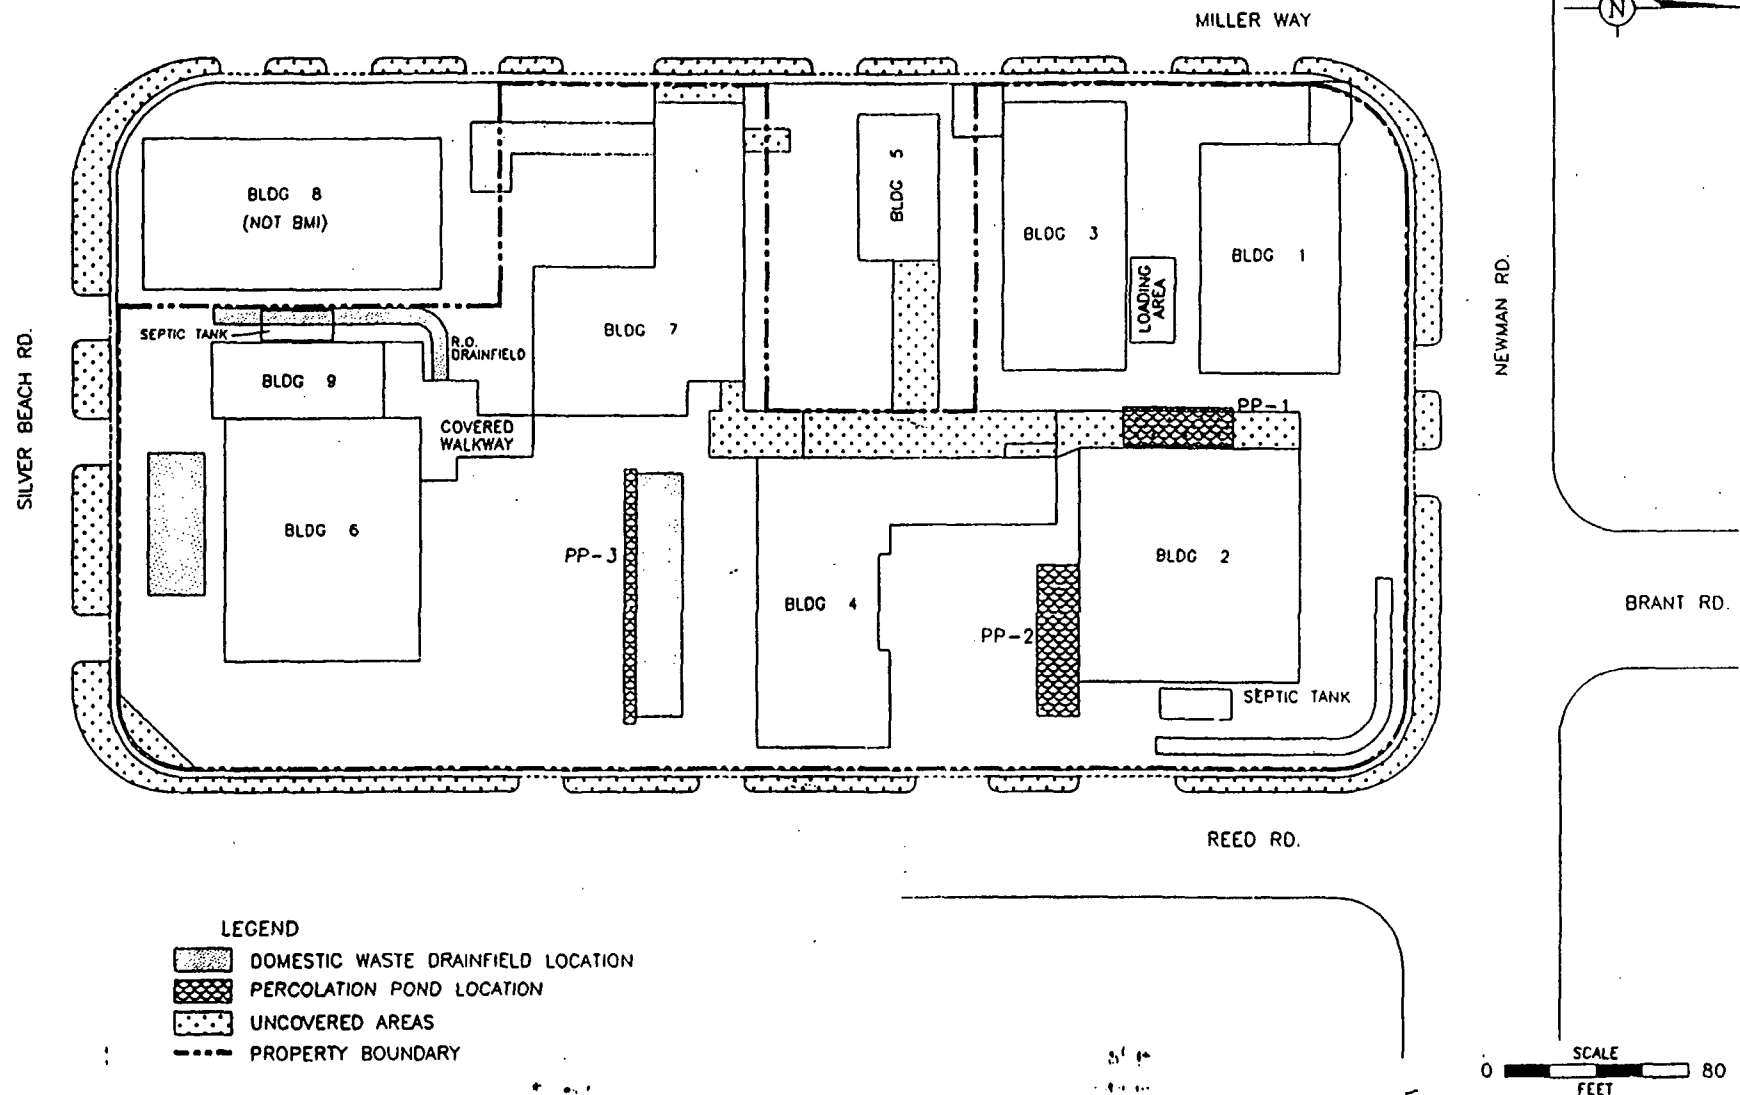 MILLER WAY
N
BLDG 8
(NOT BMI)
BLDG 5
BLDG 3
BLDG 1
LOADING
AREA
NEWMAN RD.
SILVER BEACH RD.
SEPTIC TANK
R.O.
DRAINFIELD
BLDG 7
BLDG 9
COVERED
WALKWAY
PP-1
BLDG 6
PP-3
BLDG 4
PP-2
BLDG 2
SEPTIC TANK
BRANT RD.
REED RD.
LEGEND
DOMESTIC WASTE DRAINFIELD LOCATION
PERCOLATION POND LOCATION
UNCOVERED AREAS
PROPERTY BOUNDARY
SCALE
0 80
FEET